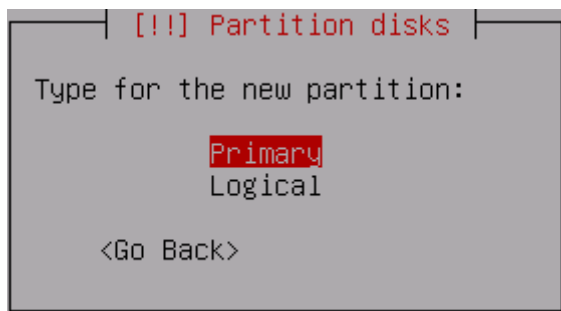 [!!] Partition disks
Type for the new partition:
Primary
Logical
<Go Back>